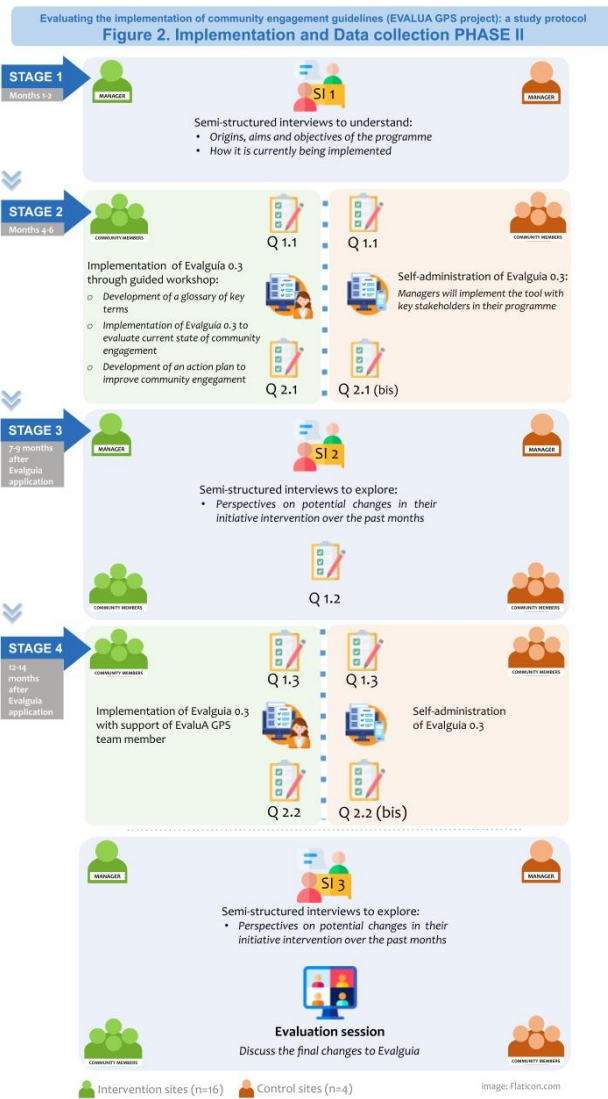 Evaluating the implementation of community engagement guidelines (EVALUA GPS project): a study protocol
Figure 2. Implementation and Data collection PHASE II
STAGE 1
Months 1-2
MANAGER
SI 1
MANAGER
Semi-structured interviews to understand:
• Origins, aims and objectives of the programme
• How it is currently being implemented
STAGE 2
Months 4-6
COMMUNITY MEMBERS
Q 1.1
Q 1.1
COMMUNITY MEMBERS
Implementation of Evalguía 0.3
through guided workshop:
o Development of a glossary of key
terms
o Implementation of Evalguía 0.3 to
evaluate current state of community
engagement
o Development of an action plan to
improve community engegament
Q 2.1
Self-administration of Evalguia 0.3:
Managers will implement the tool with
key stakeholders in their programme
Q 2.1 (bis)
STAGE 3
7-9 months
after
Evalguia
application
MANAGER
SI 2
MANAGER
Semi-structured interviews to explore:
• Perspectives on potential changes in their
initiative intervention over the past months
Q 1.2
COMMUNITY MEMBERS
COMMUNITY MEMBERS
STAGE 4
12-14
months
after
Evalguia
application
COMMUNITY MEMBERS
Q 1.3
Q 1.3
COMMUNITY MEMBERS
Implementation of Evalguia 0.3
with support of EvaluA GPS
team member
Self-administration
of Evalguia 0.3
Q 2.2
Q 2.2 (bis)
MANAGER
SI 3
MANAGER
Semi-structured interviews to explore:
• Perspectives on potential changes in their
initiative intervention over the past months
Evaluation session
Discuss the final changes to Evalguia
COMMUNITY MEMBERS
COMMUNITY MEMBERS
Intervention sites (n=16)
Control sites (n=4)
image: Flaticon.com